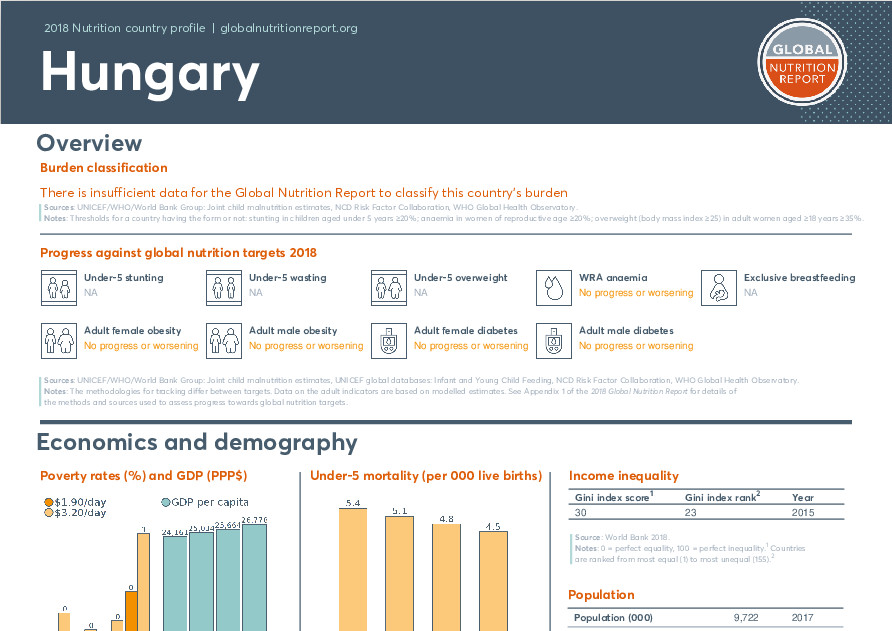 2018 Nutrition country profile | globalnutritionreport.org
Hungary
GLOBAL
NUTRITION
REPORT
Overview
Burden classification
There is insufficient data for the Global Nutrition Report to classify this country's burden
Sources: UNICEF/WHO/World Bank Group: Joint child malnutrition estimates, NCD Risk Factor Collaboration, WHO Global Health Observatory.
Notes: Thresholds for a country having the form or not: stunting in children aged under 5 years ≥20%; anaemia in women of reproductive age ≥20%; overweight (body mass index ≥25) in adult women aged ≥18 years ≥35%.
Progress against global nutrition targets 2018
Under-5 stunting
NA
Under-5 wasting
NA
Under-5 overweight
NA
WRA anaemia
No progress or worsening
Exclusive breastfeeding
NA
Adult female obesity
No progress or worsening
Adult male obesity
No progress or worsening
Adult female diabetes
No progress or worsening
Adult male diabetes
No progress or worsening
Sources: UNICEF/WHO/World Bank Group: Joint child malnutrition estimates, UNICEF global databases: Infant and Young Child Feeding, NCD Risk Factor Collaboration, WHO Global Health Observatory.
Notes: The methodologies for tracking differ between targets. Data on the adult indicators are based on modelled estimates. See Appendix 1 of the 2018 Global Nutrition Report for details of
the methods and sources used to assess progress towards global nutrition targets.
Economics and demography
Poverty rates (%) and GDP (PPP$)
$1.90/day
$3.20/day
GDP per capita
0
0
0
0
1
24,161
25,034
25,664
26,778
Under-5 mortality (per 000 live births)
5.4
5.1
4.8
4.5
Income inequality
Gini index score1 Gini index rank2 Year
30 23 2015
Source: World Bank 2018.
Notes: 0 = perfect equality, 100 = perfect inequality.1 Countries
are ranked from most equal (1) to most unequal (155).2
Population
Population (000) 9,722 2017